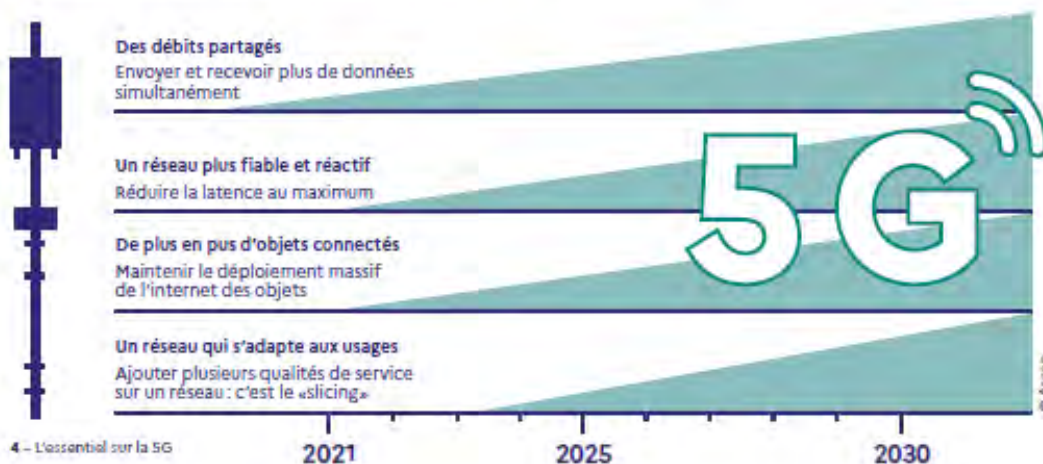 Des débits partagés
Envoyer et recevoir plus de données
simultanément
Un réseau plus fiable et réactif
Réduire la latence au maximum
De plus en pus d'objets connectés
Maintenir le déploiement massif
de l'internet des objets
Un réseau qui s'adapte aux usages
Ajouter plusieurs qualités de service
sur un réseau : c'est le «slicing»
5G
2021
2025
2030
4 – L'essentiel sur la 5G